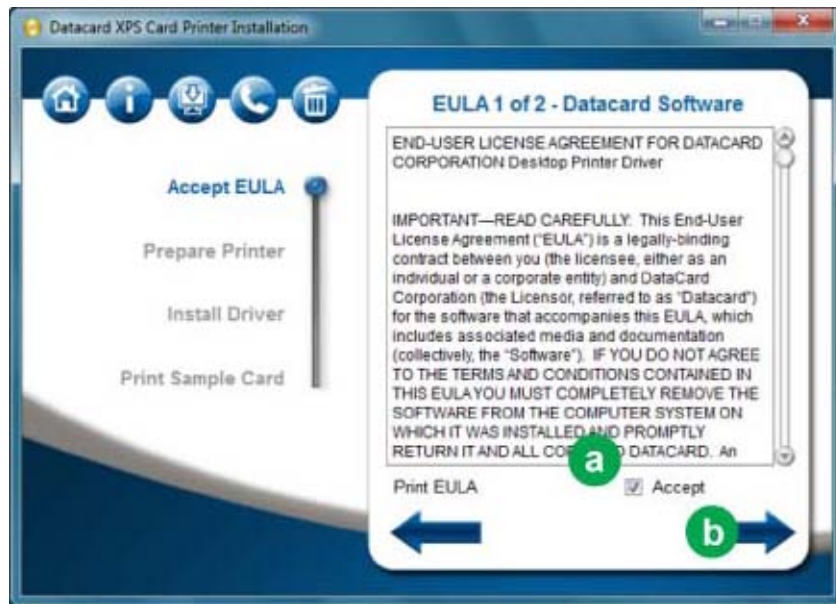 Datacard XPS Card Printer Installation
Accept EULA
Prepare Printer
Install Driver
Print Sample Card
EULA 1 of 2 - Datacard Software
END-USER LICENSE AGREEMENT FOR DATACARD
CORPORATION Desktop Printer Driver
IMPORTANT—READ CAREFULLY: This End-User
License Agreement ("EULA") is a legally-binding
contract between you (the licensee, either as an
individual or a corporate entity) and DataCard
Corporation (the Licensor, referred to as "Datacard")
for the software that accompanies this EULA, which
includes associated media and documentation
(collectively, the "Software"). IF YOU DO NOT AGREE
TO THE TERMS AND CONDITIONS CONTAINED IN
THIS EULA YOU MUST COMPLETELY REMOVE THE
SOFTWARE FROM THE COMPUTER SYSTEM ON
WHICH IT WAS INSTALLED AND PROMPTLY
RETURN IT AND ALL DATACARD. An
a
Print EULA
Accept
b